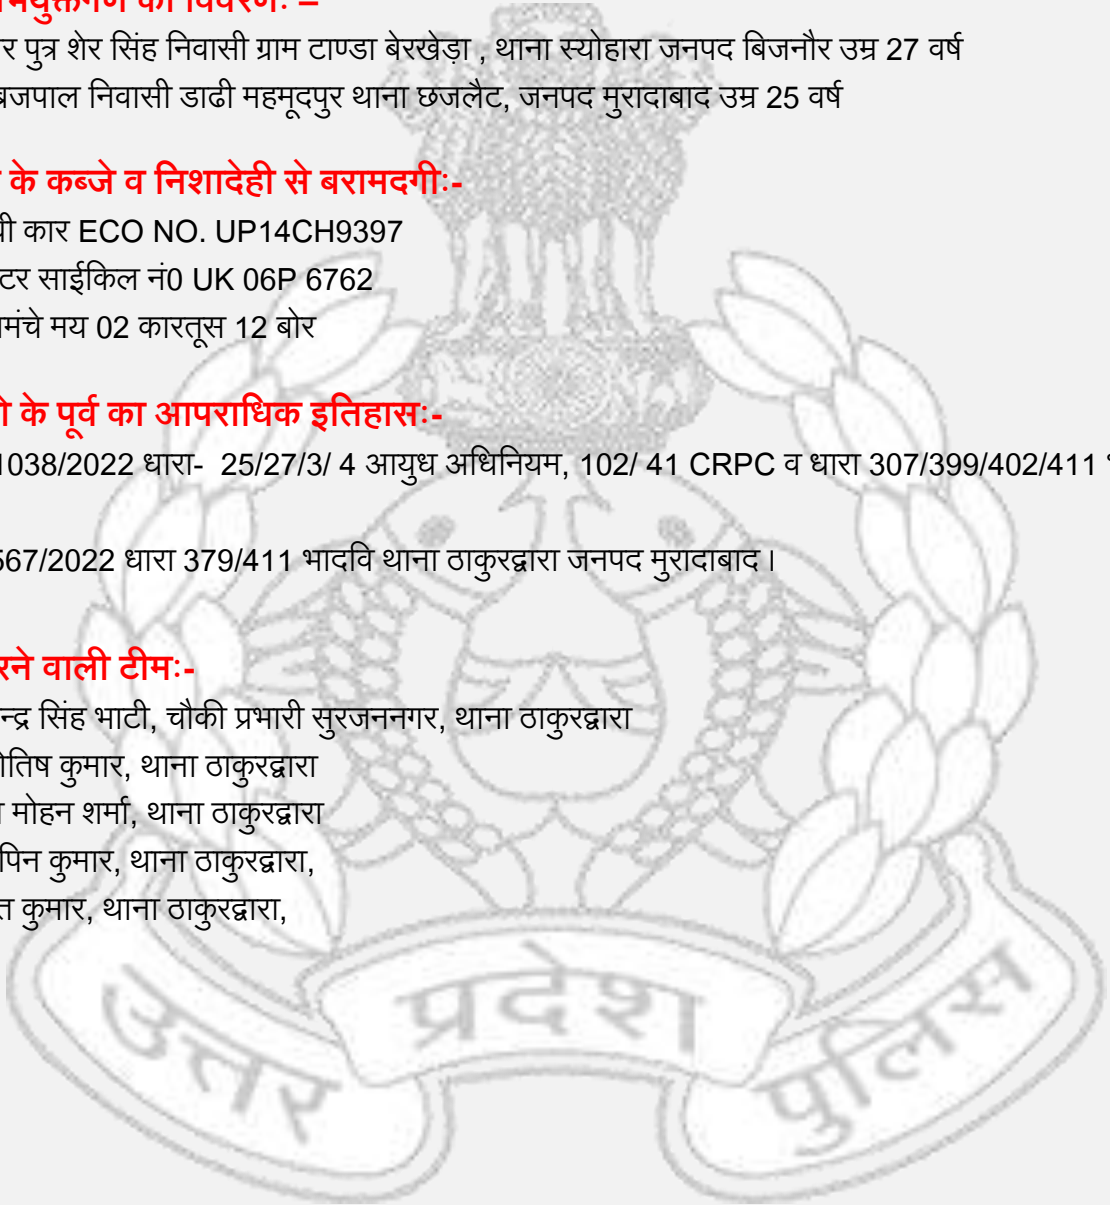 भियुक्तगण का विवरणः –
र पुत्र शेर सिंह निवासी ग्राम टाण्डा बेरखेड़ा , थाना स्योहारा जनपद बिजनौर उम्र 27 वर्ष
बजपाल निवासी डाढी महमूदपुर थाना छजलैट, जनपद मुरादाबाद उम्र 25 वर्ष
के कब्जे व निशादेही से बरामदगीः-
कार ECO NO. UP14CH9397
टर साईकिल नं0 UK 06P 6762
मंचे मय 02 कारतूस 12 बोर
के पूर्व का आपराधिक इतिहासः-
1038/2022 धारा- 25/27/3/ 4 आयुध अधिनियम, 102/ 41 CRPC व धारा 307/399/402/411
567/2022 धारा 379/411 भादवि थाना ठाकुरद्वारा जनपद मुरादाबाद।
रने वाली टीमः-
न्द्र सिंह भाटी, चौकी प्रभारी सुरजननगर, थाना ठाकुरद्वारा
ोतिष कुमार, थाना ठाकुरद्वारा
मोहन शर्मा, थाना ठाकुरद्वारा
पिन कुमार, थाना ठाकुरद्वारा,
त कुमार, थाना ठाकुरद्वारा,
उत्तर प्रदेश पुलिस